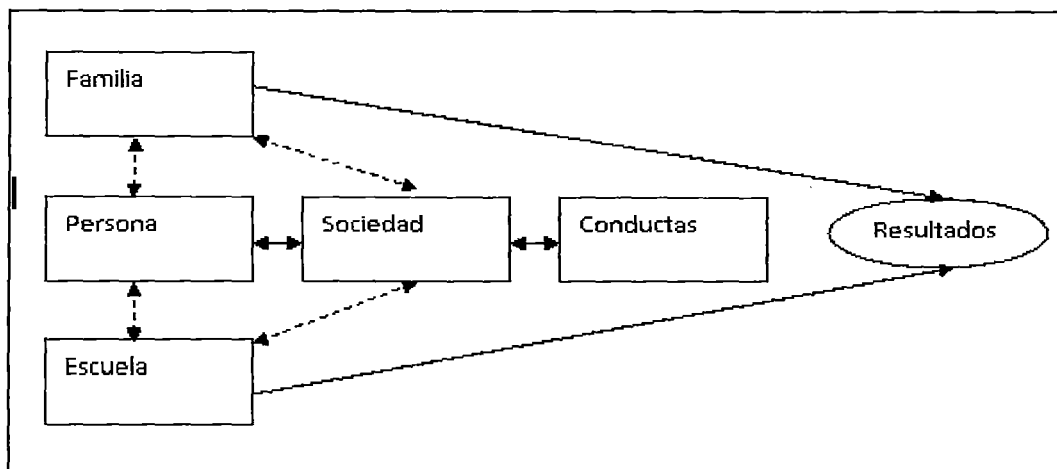 Familia
Persona
Sociedad
Conductas
Resultados
Escuela